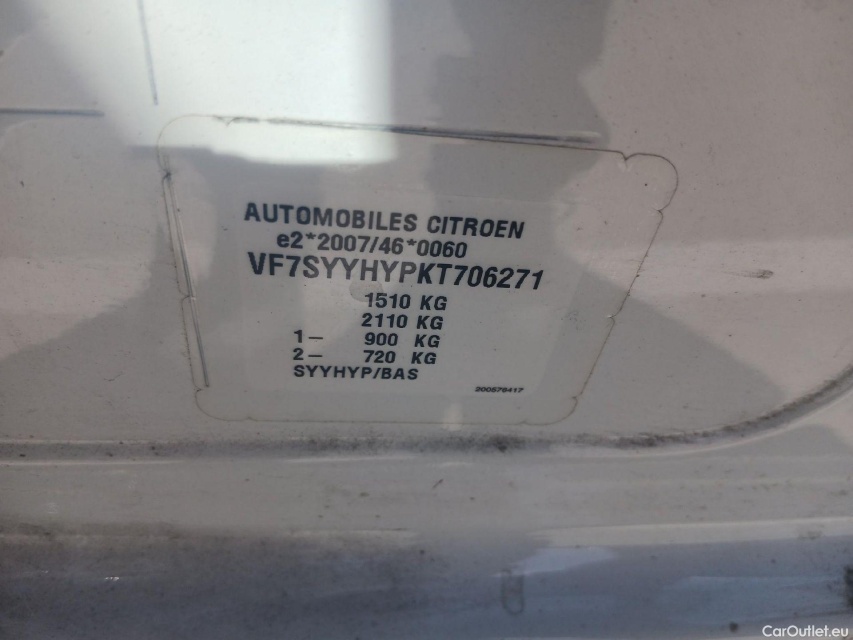 AUTOMOBILES CITROEN
e2*2007/46*0060
VF7SYYHYPKT706271
1510 KG
2110 KG
1– 900 KG
2– 720 KG
SYYHYP/BAS
200578417
CarOutlet.eu